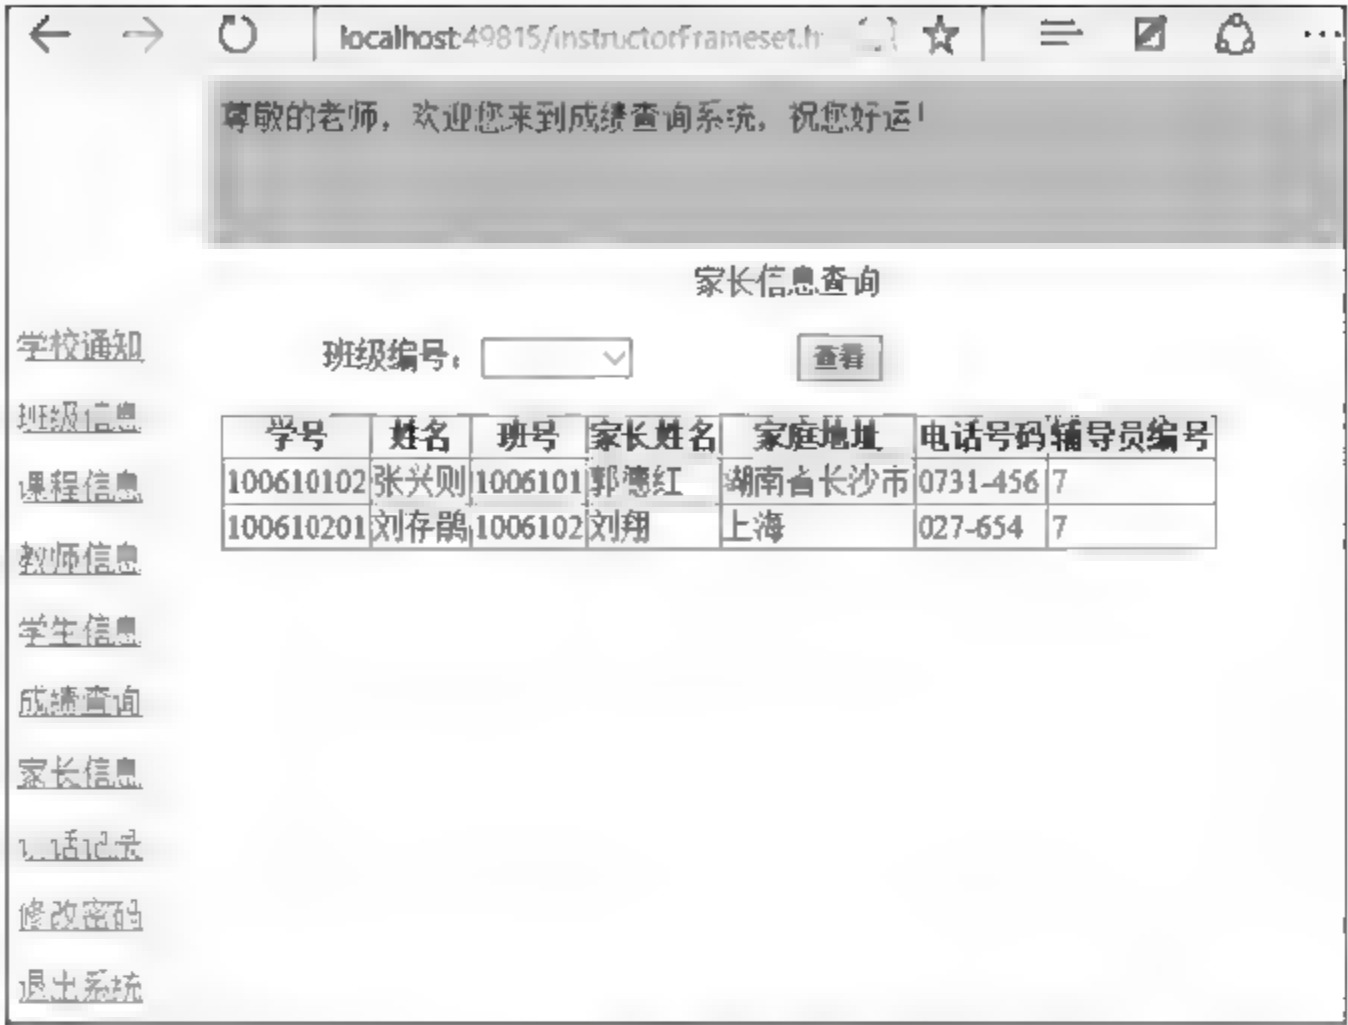 localhost:49815/instructorFrameset.h
尊敬的老师，欢迎您来到成绩查询系统，祝您好运！
家长信息查询
班级编号： 查看
学号 姓名 班号 家长姓名 家庭地址 电话号码 辅导员编号
100610102 张兴则 1006101 郭德红 湖南省长沙市 0731-456 7
100610201 刘存鹃 1006102 刘翔 上海 027-654 7
学校通知
班级信息
课程信息
教师信息
学生信息
成绩查询
家长信息
话记录
修改密码
退出系统